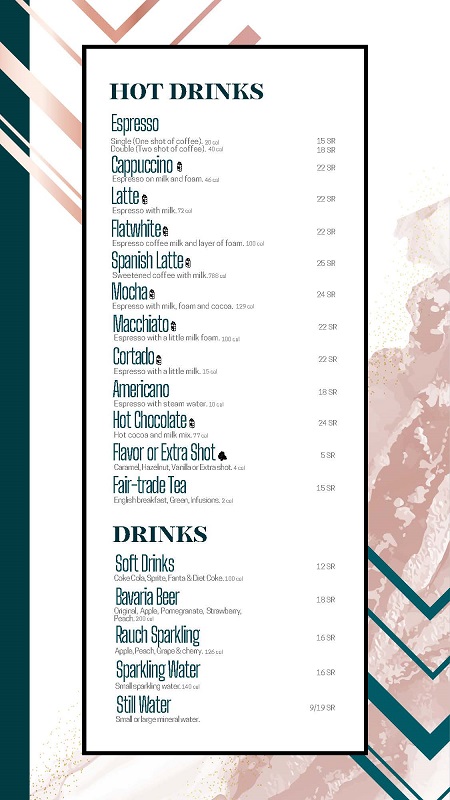 HOT DRINKS
Espresso
Single (One shot of coffee). 20 cal 15 SR
Double (Two shot of coffee). 40 cal 18 SR
Cappuccino 22 SR
Espresso on milk and foam. 46 cal
Latte 22 SR
Espresso with milk. 72 cal
Flatwhite 22 SR
Espresso coffee milk and layer of foam. 100 cal
Spanish Latte 25 SR
Sweetened coffee with milk. 788 cal
Mocha 24 SR
Espresso with milk, foam and cocoa. 129 cal
Macchiato 22 SR
Espresso with a little milk foam. 100 cal
Cortado 22 SR
Espresso with a little milk. 15 cal
Americano 18 SR
Espresso with steam water. 10 cal
Hot Chocolate 24 SR
Hot cocoa and milk mix. 77 cal
Flavor or Extra Shot 5 SR
Caramel, Hazelnut, Vanilla or Extra shot. 4 cal
Fair-trade Tea 15 SR
English breakfast, Green, infusions. 2 cal
DRINKS
Soft Drinks 12 SR
Coke Cola, Sprite, Fanta & Diet Coke. 100 cal
Bavaria Beer 18 SR
Original, Apple, Pomegranate, Strawberry,
Peach. 200 cal
Rauch Sparkling 16 SR
Apple, Peach, Grape & cherry. 126 cal
Sparkling Water 16 SR
Small sparkling water. 140 cal
Still Water 9/19 SR
Small or large mineral water.